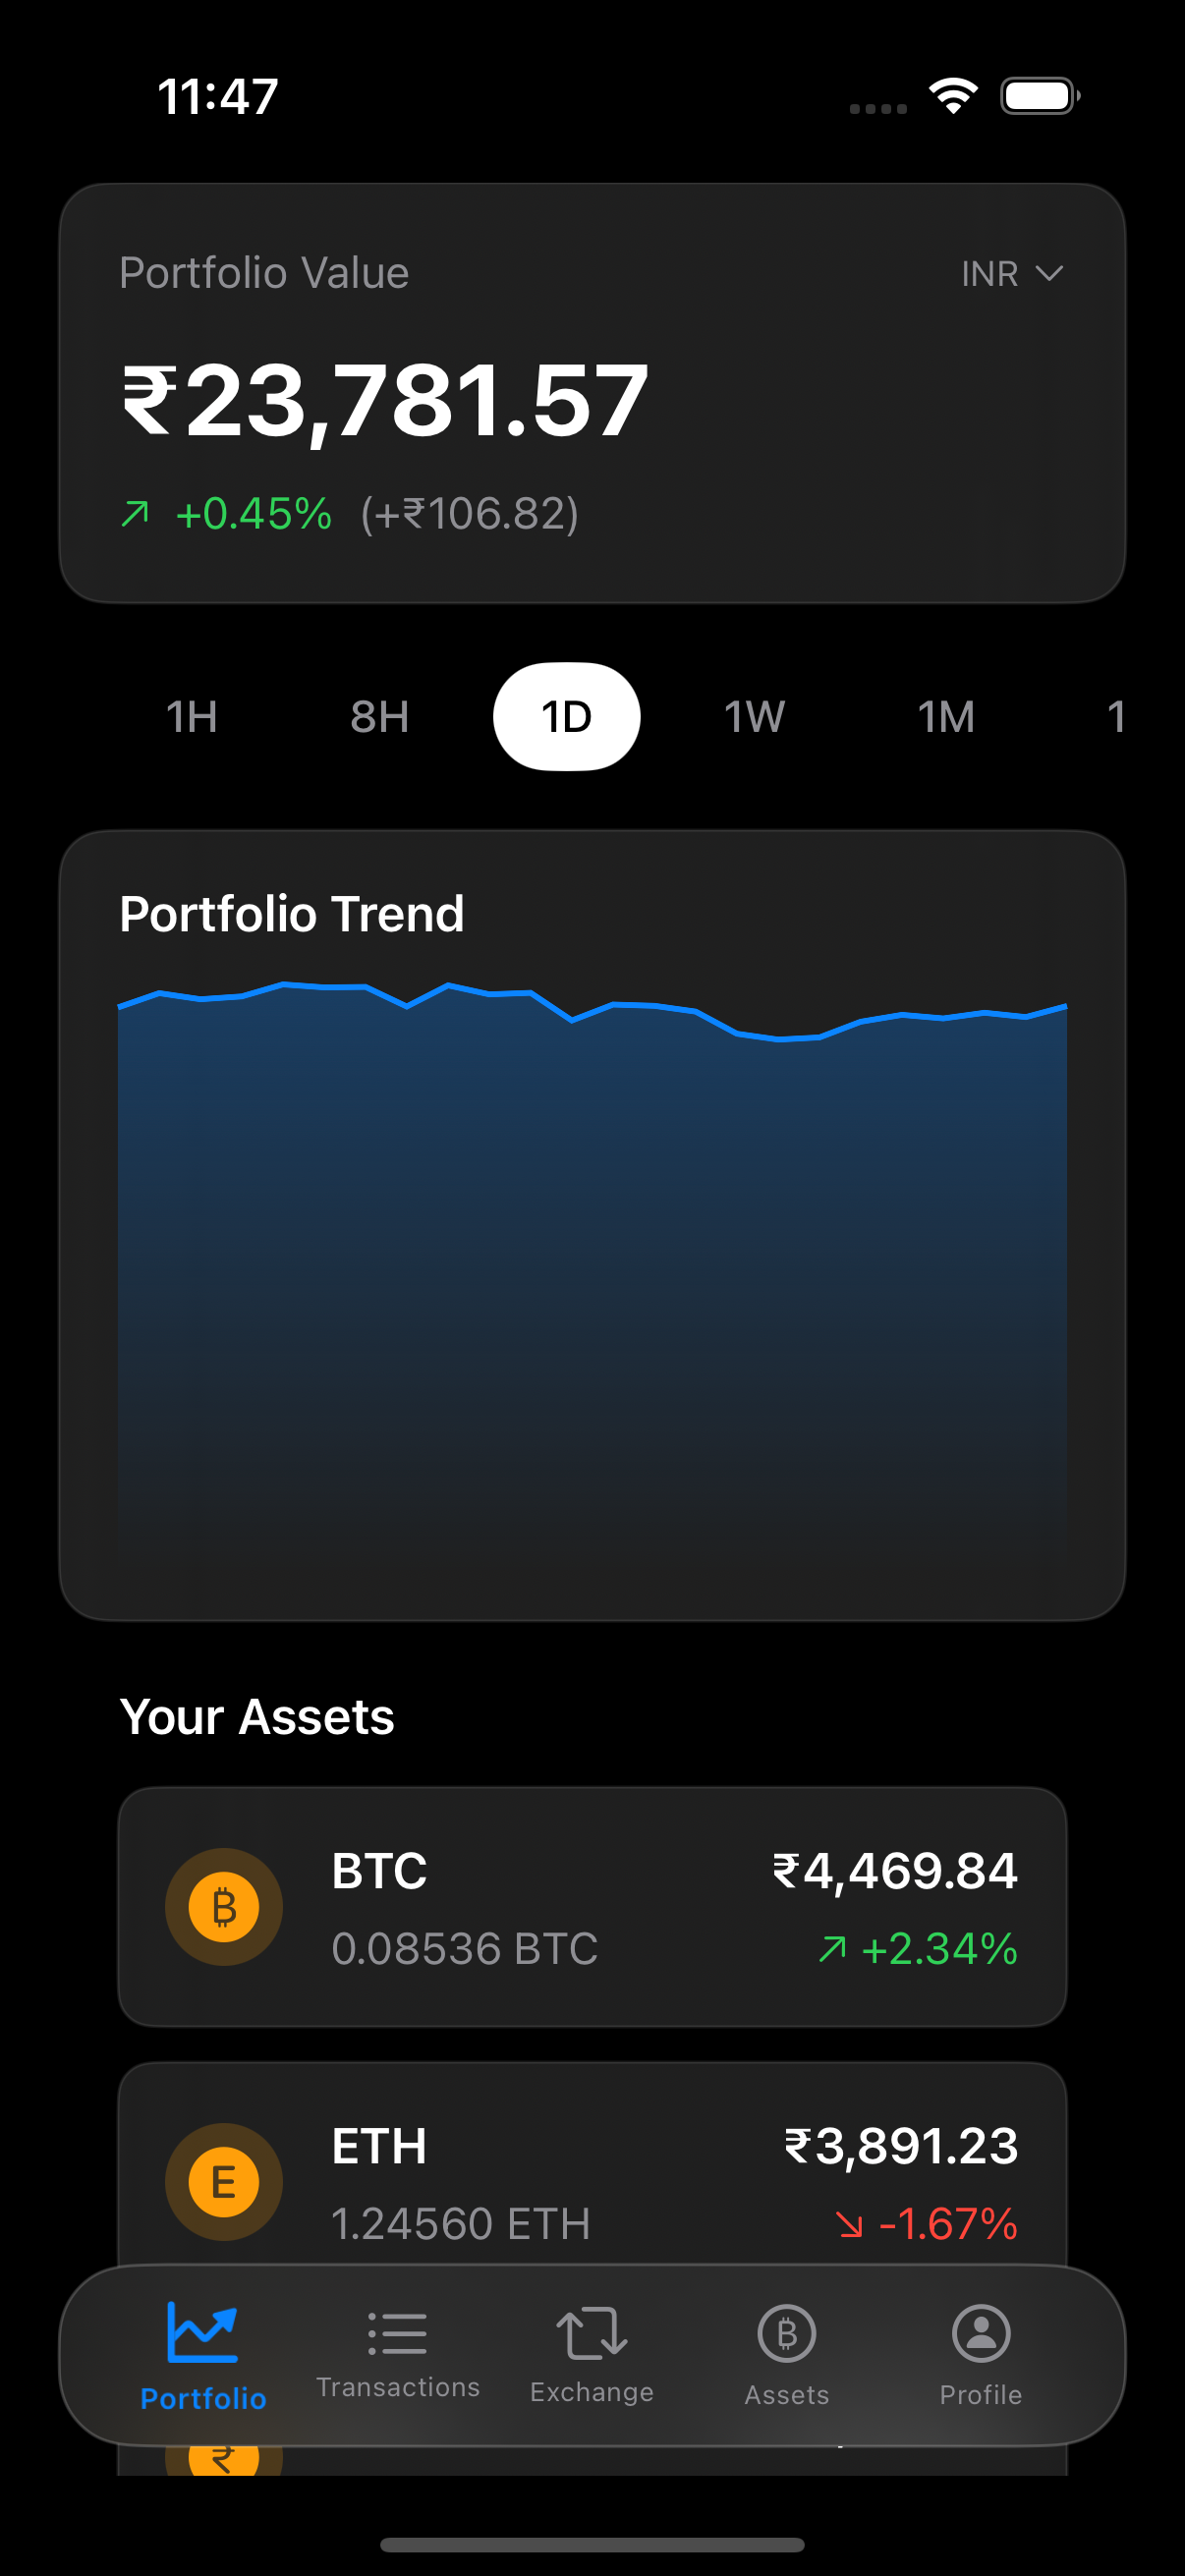 11:47
Portfolio Value
INR
₹23,781.57
+0.45% (+₹106.82)
1H 8H 1D 1W 1M 1
Portfolio Trend
Your Assets
BTC ₹4,469.84
0.08536 BTC +2.34%
E ETH ₹3,891.23
1.24560 ETH -1.67%
Portfolio Transactions Exchange Assets Profile
₹